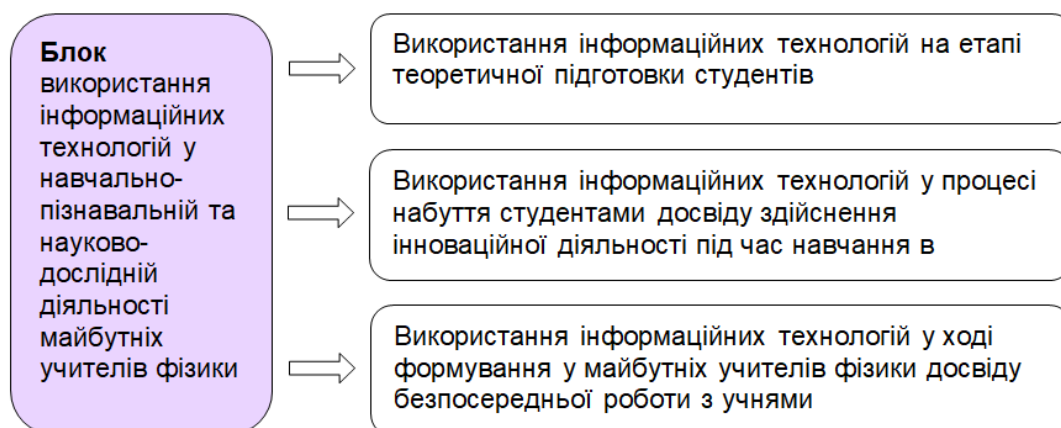 Блок
використання
інформаційних
технологій у
навчально-
пізнавальній та
науково-
дослідній
діяльності
майбутніх
учителів фізики
Використання інформаційних технологій на етапі
теоретичної підготовки студентів
Використання інформаційних технологій у процесі
набуття студентами досвіду здійснення
інноваційної діяльності під час навчання в
Використання інформаційних технологій у ході
формування у майбутніх учителів фізики досвіду
безпосередньої роботи з учнями